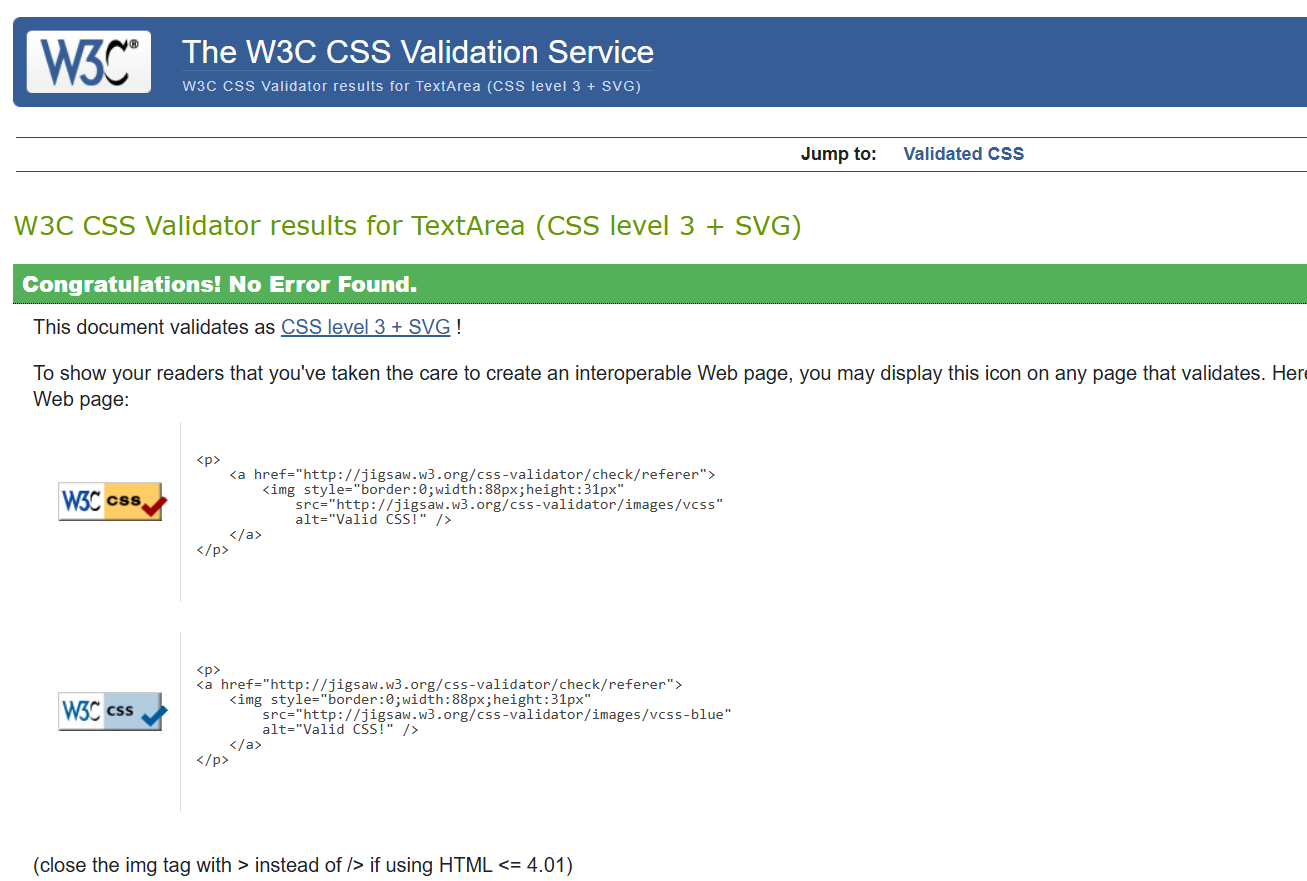 W3C®
The W3C CSS Validation Service
W3C CSS Validator results for TextArea (CSS level 3 + SVG)
Jump to: Validated CSS
W3C CSS Validator results for TextArea (CSS level 3 + SVG)
Congratulations! No Error Found.
This document validates as CSS level 3 + SVG !
To show your readers that you've taken the care to create an interoperable Web page, you may display this icon on any page that validates. Here
Web page:
W3C css
<p>
    <a href="http://jigsaw.w3.org/css-validator/check/referer">
        <img style="border:0;width:88px;height:31px"
            src="http://jigsaw.w3.org/css-validator/images/vcss"
            alt="Valid CSS!" />
    </a>
</p>
W3C css
<p>
<a href="http://jigsaw.w3.org/css-validator/check/referer">
    <img style="border:0;width:88px;height:31px"
        src="http://jigsaw.w3.org/css-validator/images/vcss-blue"
        alt="Valid CSS!" />
    </a>
</p>
(close the img tag with > instead of /> if using HTML <= 4.01)